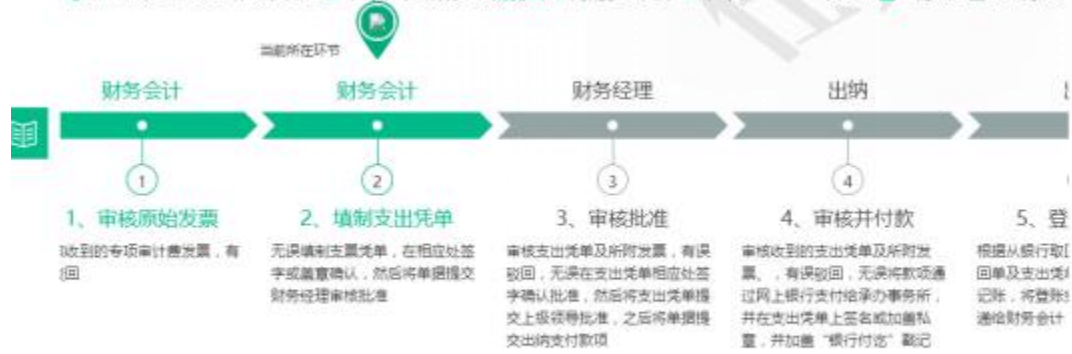 当前所在环节
财务会计
财务会计
财务经理
出纳
1
2
3
4
1、审核原始发票
2、填制支出凭单
3、审核批准
4、审核并付款
5、登
收到的专项审计费发票，有
回
无误填制支票凭单，在相应处签
字或盖章确认，然后将单据提交
财务经理审核批准
审核支出凭单及所附发票，有误
驳回，无误在支出凭单相应处签
字确认批准，然后将支出凭单提
交上级领导批准，之后将单据提
交出纳支付款项
审核收到的支出凭单及所附发
票、，有误驳回，无误将款项通
过网上银行支付给承办事务所，
并在支出凭单上签名或加盖私
章，并加盖“银行付讫”戳记
根据从银行取
回单及支出凭
记账，将登账
递给财务会计